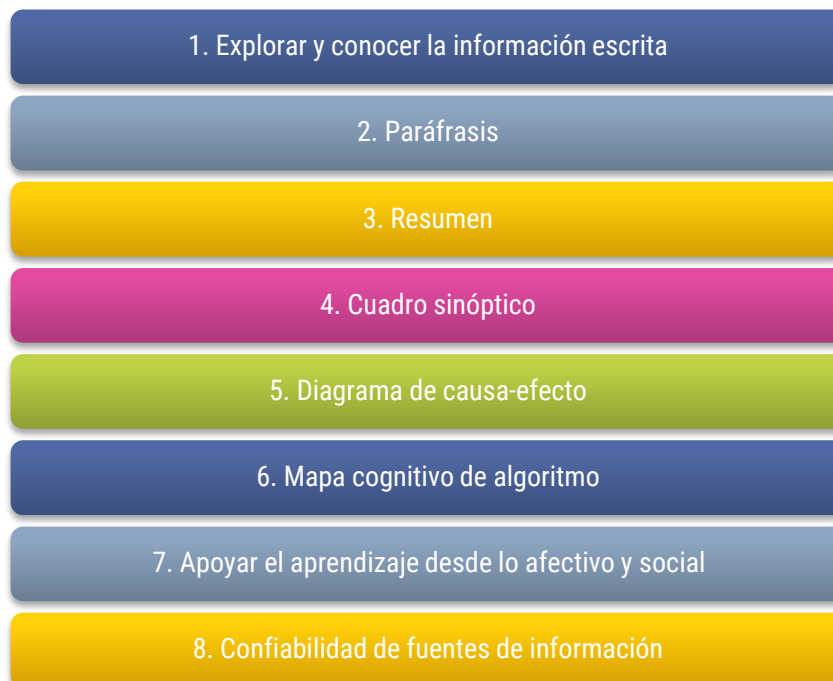 1. Explorar y conocer la información escrita
2. Paráfrasis
3. Resumen
4. Cuadro sinóptico
5. Diagrama de causa-efecto
6. Mapa cognitivo de algoritmo
7. Apoyar el aprendizaje desde lo afectivo y social
8. Confiabilidad de fuentes de información